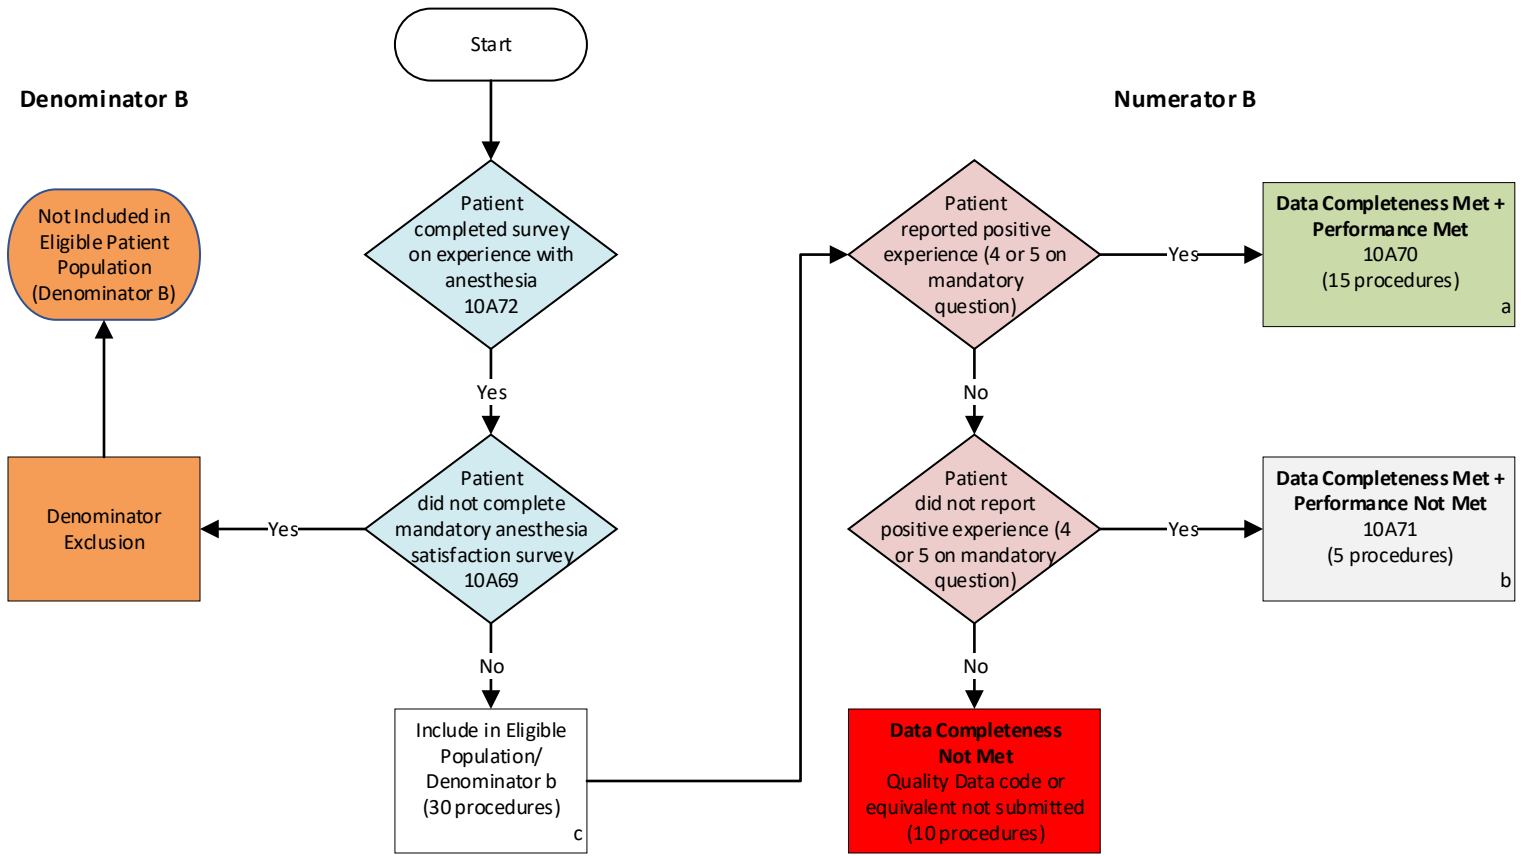 Start
Denominator B
Numerator B
Patient
completed survey
on experience with
anesthesia
10A72
Not Included in
Eligible Patient
Population
(Denominator B)
Yes
Patient
did not complete
mandatory anesthesia
satisfaction survey
10A69
Yes
Denominator
Exclusion
No
Include in Eligible
Population/
Denominator b
(30 procedures)
c
Patient
reported positive
experience (4 or 5 on
mandatory
question)
Yes
Data Completeness Met +
Performance Met
10A70
(15 procedures)
a
No
Patient
did not report
positive experience (4
or 5 on mandatory
question)
Yes
Data Completeness Met +
Performance Not Met
10A71
(5 procedures)
b
No
Data Completeness
Not Met
Quality Data code or
equivalent not submitted
(10 procedures)